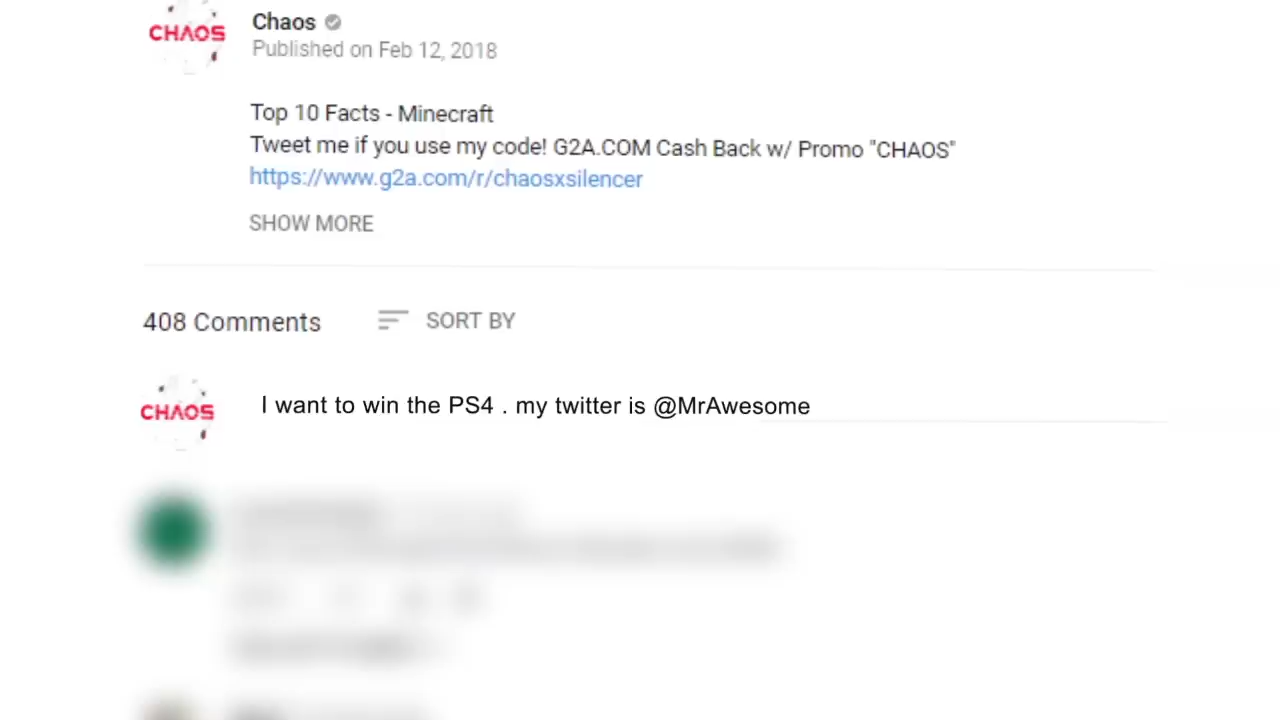 CHAOS
Chaos
Published on Feb 12, 2018
Top 10 Facts - Minecraft
Tweet me if you use my code! G2A.COM Cash Back w/ Promo "CHAOS"
https://www.g2a.com/r/chaosxsilencer
SHOW MORE
408 Comments SORT BY
CHAOS
I want to win the PS4 . my twitter is @MrAwesome